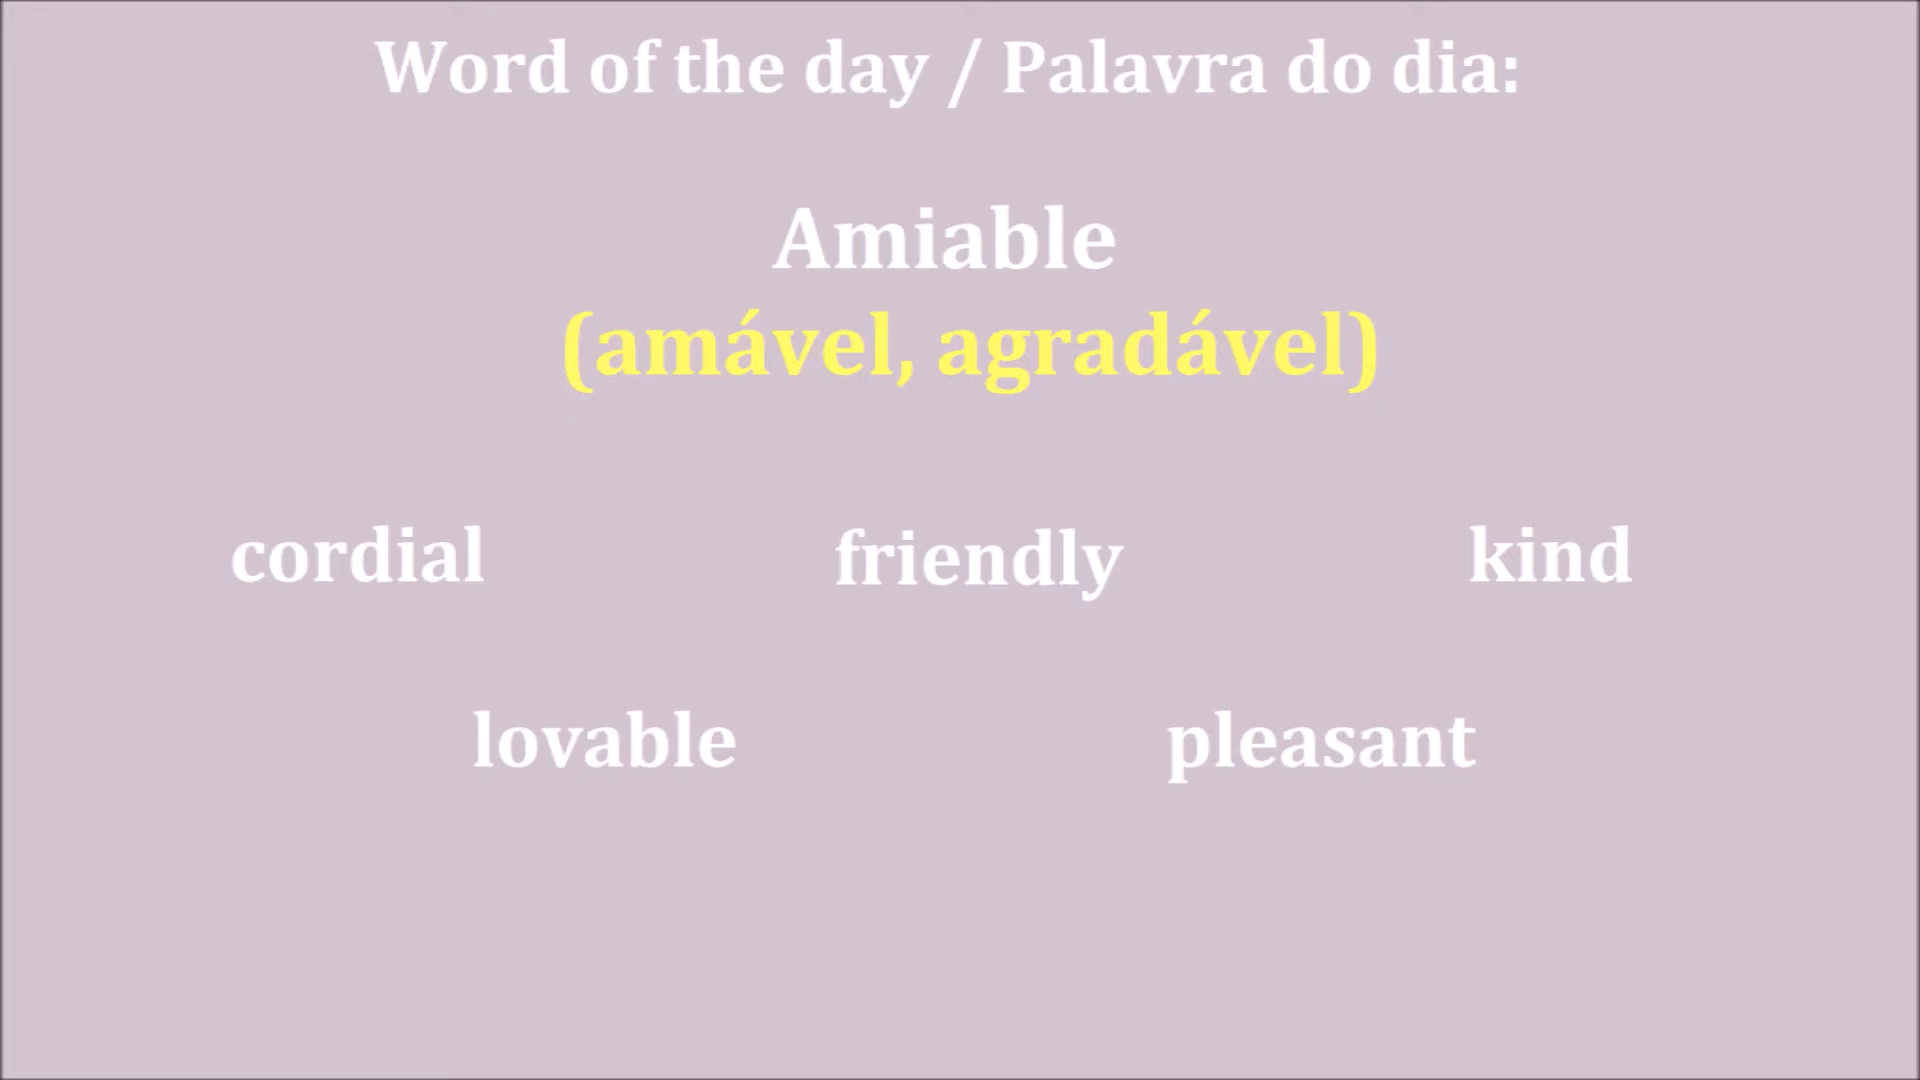 Word of the day / Palavra do dia:
Amiable
(amável, agradável)
cordial friendly kind
lovable pleasant